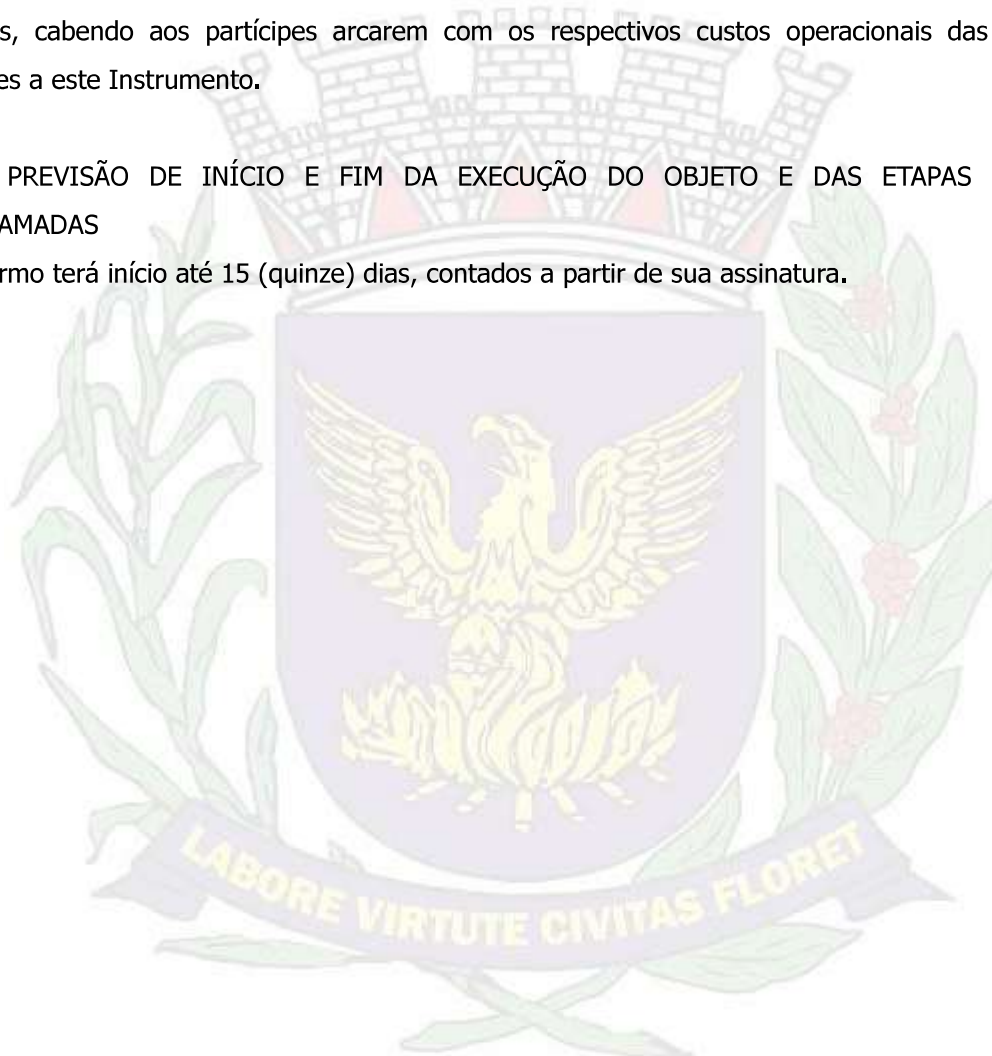 s, cabendo aos partícipes arcarem com os respectivos custos operacionais das
es a este Instrumento.
PREVISÃO DE INÍCIO E FIM DA EXECUÇÃO DO OBJETO E DAS ETAPAS
AMADAS
rmo terá início até 15 (quinze) dias, contados a partir de sua assinatura.
LABORE VIRTUTE CIVITAS FLORET